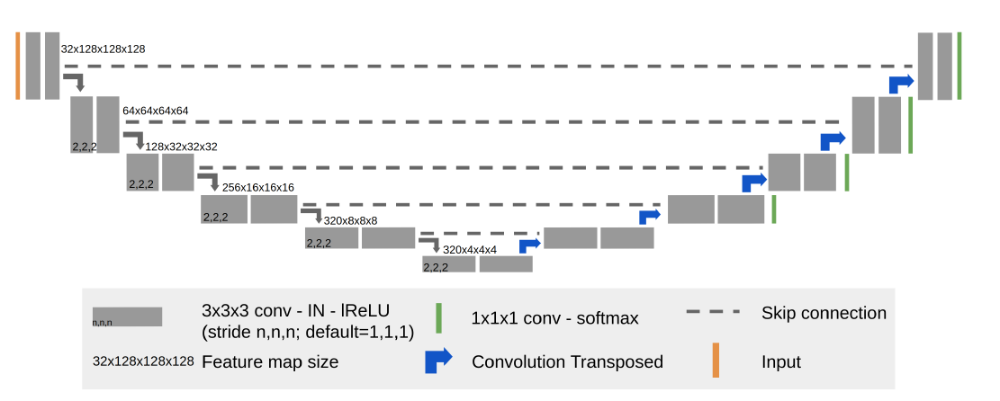 32x128x128x128
64x64x64x64
2,2,2
128x32x32x32
2,2,2
256x16x16x16
2,2,2
320x8x8x8
2,2,2
320x4x4x4
2,2,2
n,n,n
3x3x3 conv - IN - lReLU
(stride n,n,n; default=1,1,1)
1x1x1 conv - softmax
Skip connection
32x128x128x128
Feature map size
Convolution Transposed
Input